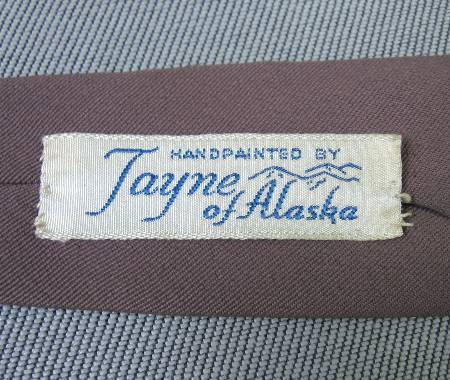 HANDPAINTED BY
Jayne
of Alaska